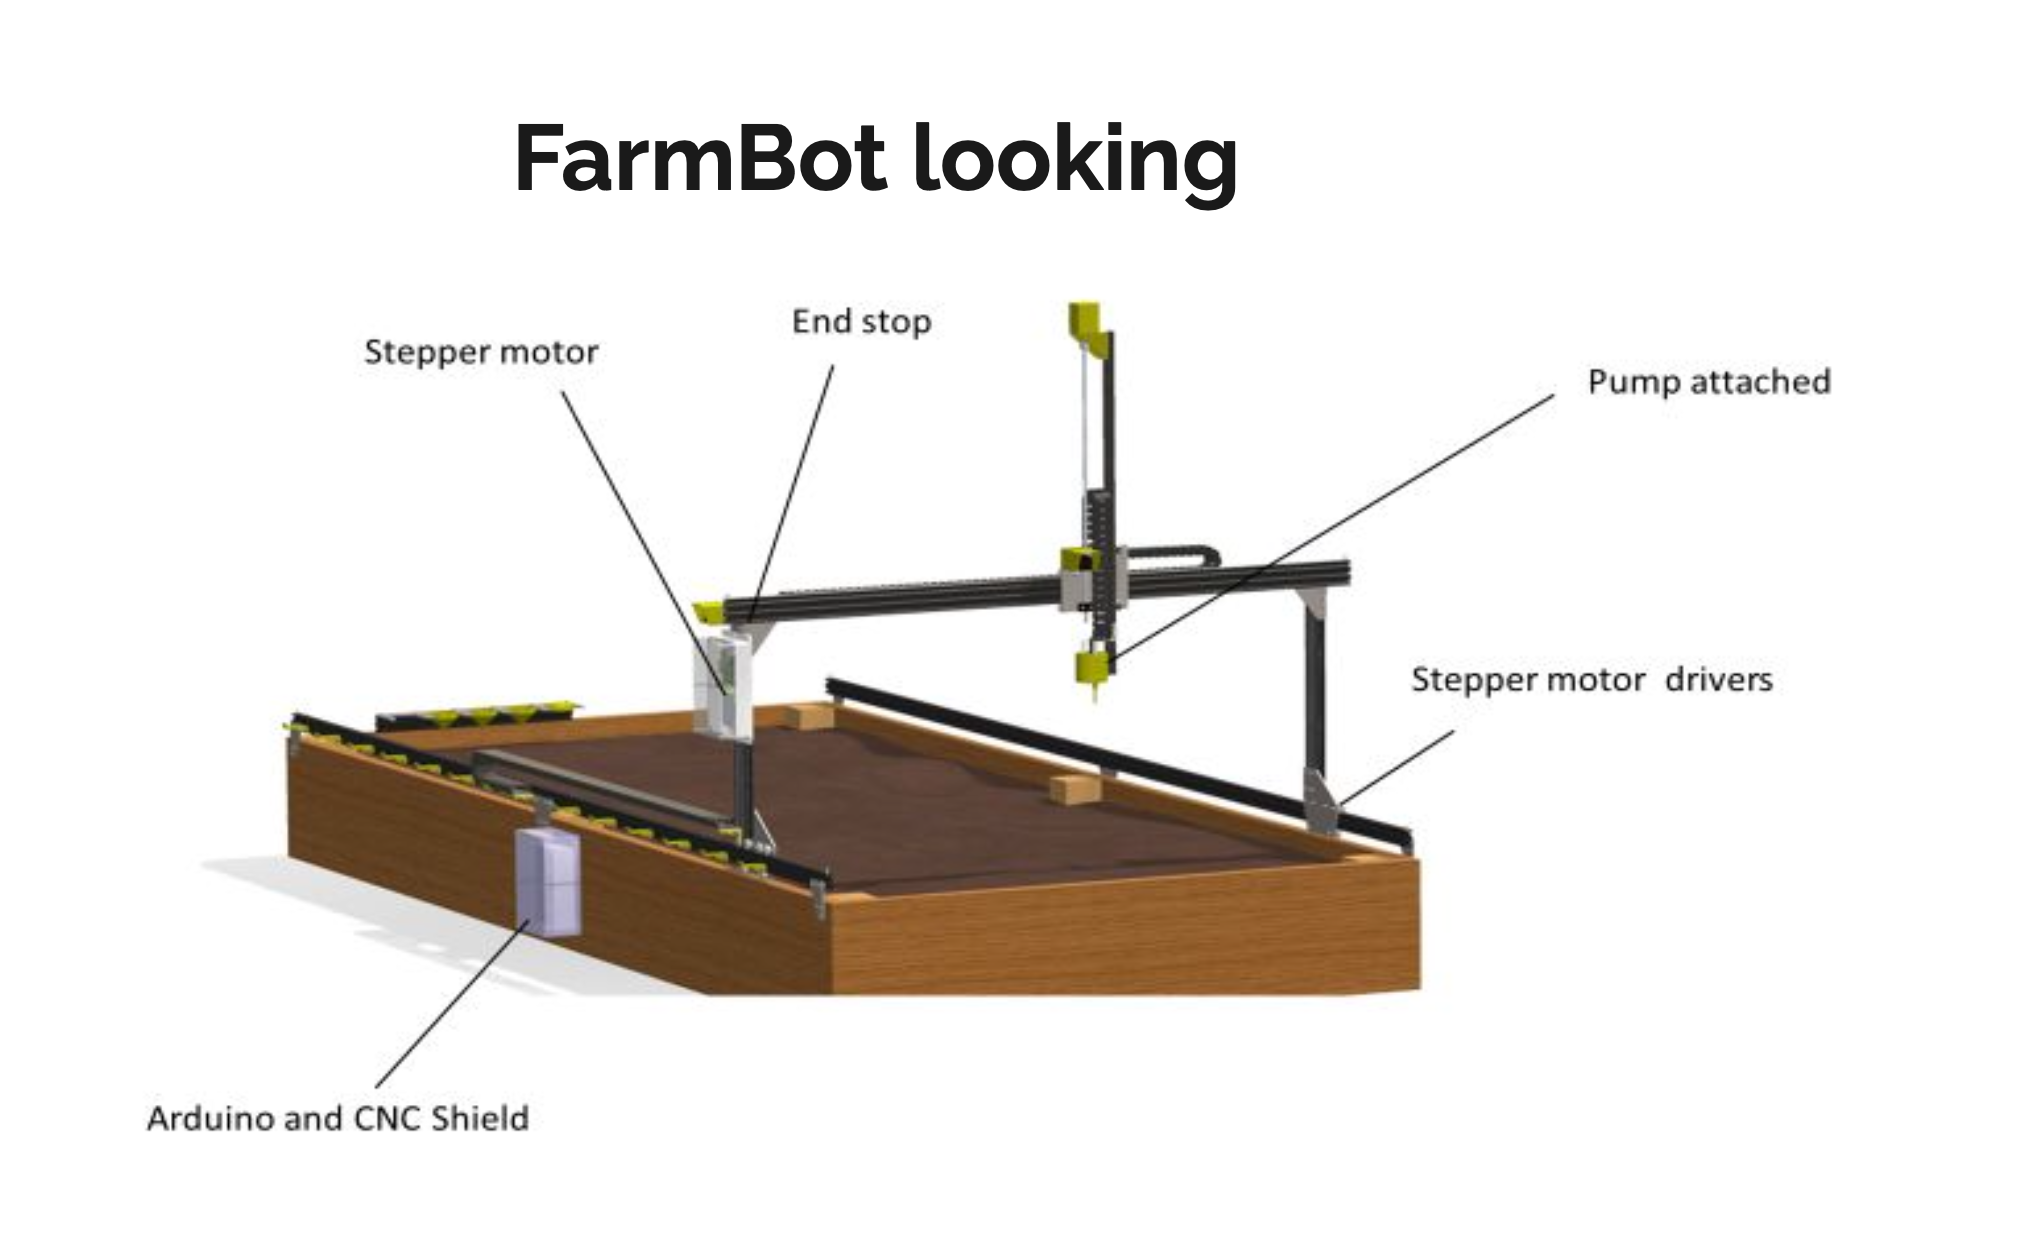 FarmBot looking
End stop
Stepper motor
Pump attached
Stepper motor  drivers
Arduino and CNC Shield